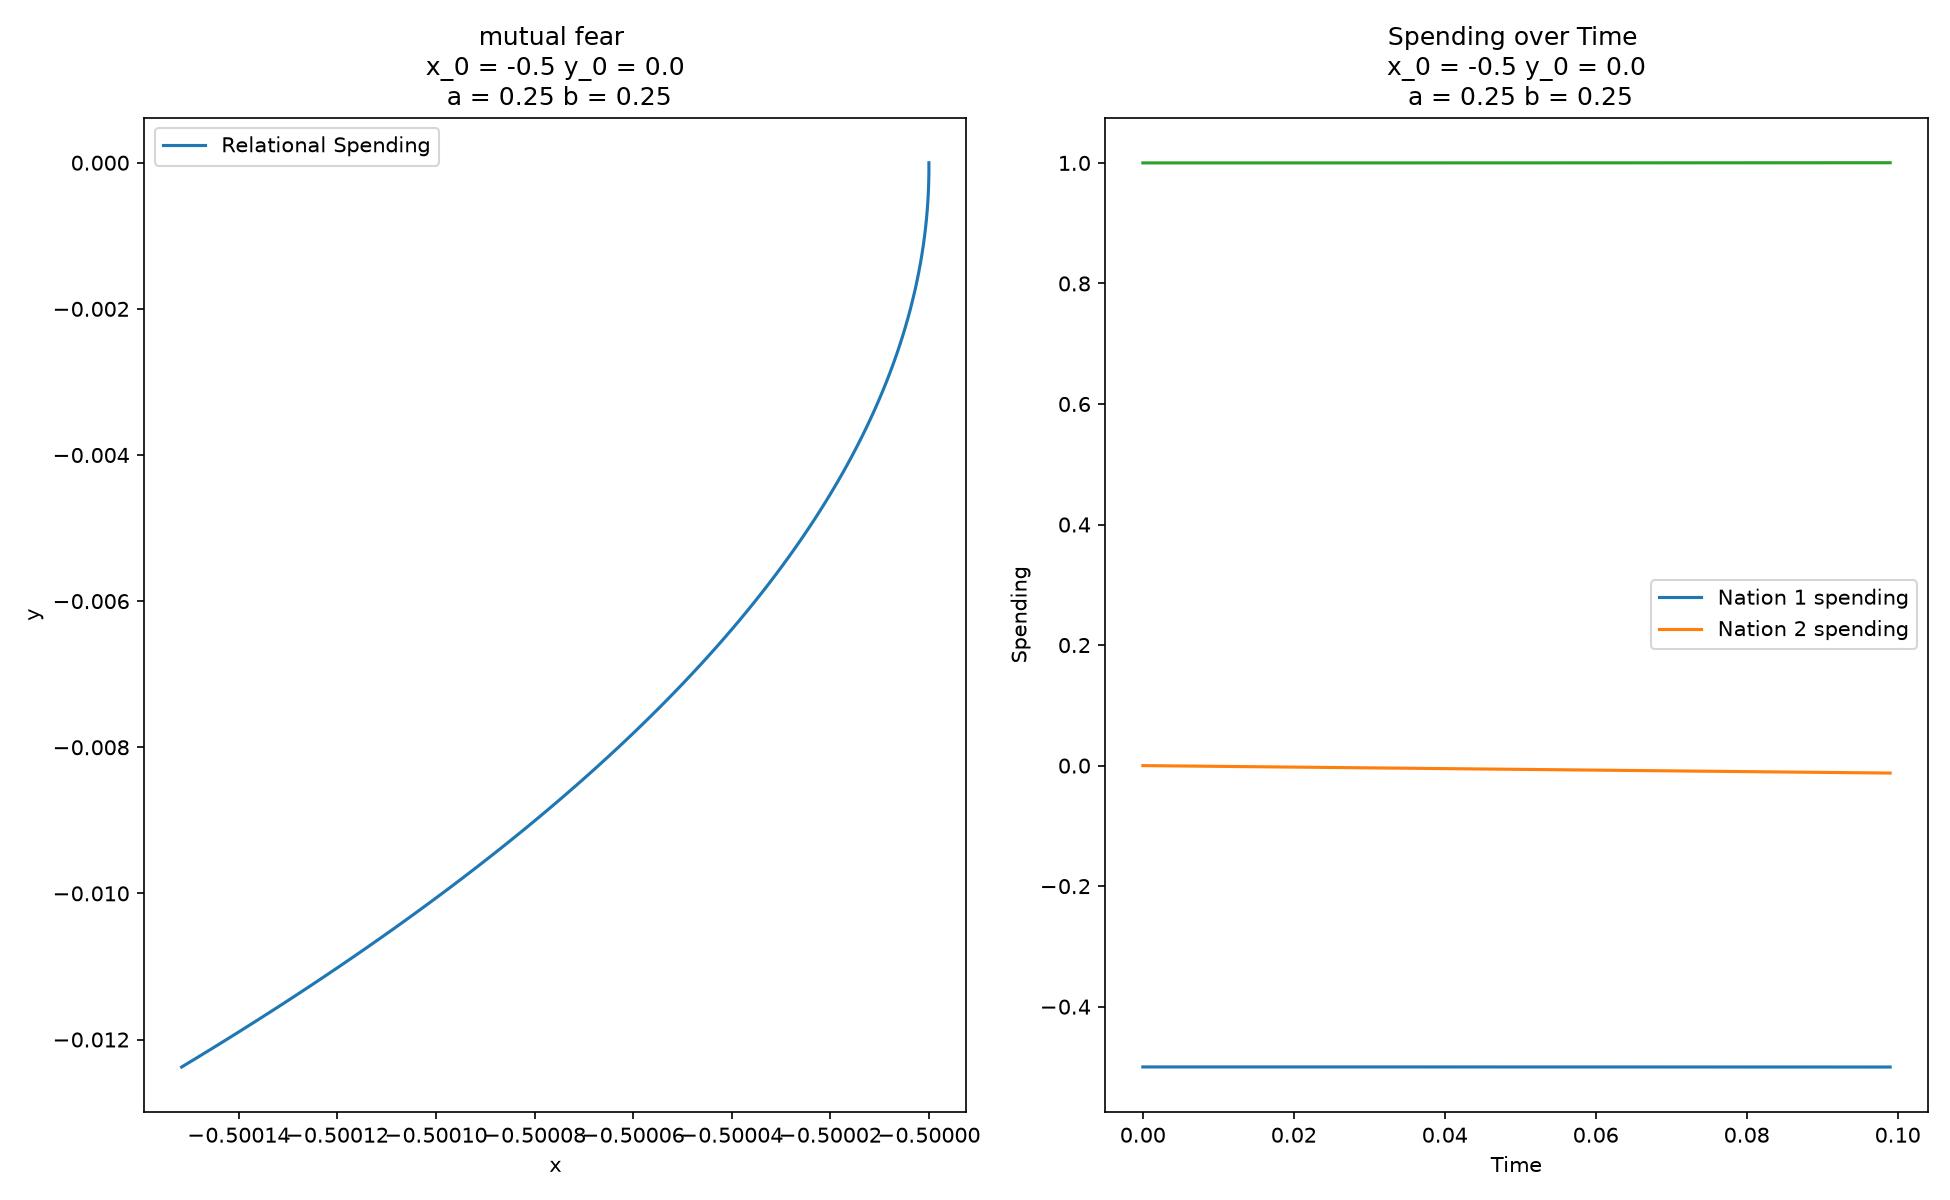 mutual fear
x_0 = -0.5 y_0 = 0.0
a = 0.25 b = 0.25
Relational Spending
0.000
−0.002
−0.004
−0.006
−0.008
−0.010
−0.012
y
−0.50014 −0.50012 −0.50010 −0.50008 −0.50006 −0.50004 −0.50002 −0.50000
x
Spending over Time
x_0 = -0.5 y_0 = 0.0
a = 0.25 b = 0.25
1.0
0.8
0.6
0.4
0.2
0.0
−0.2
−0.4
Spending
Nation 1 spending
Nation 2 spending
0.00 0.02 0.04 0.06 0.08 0.10
Time